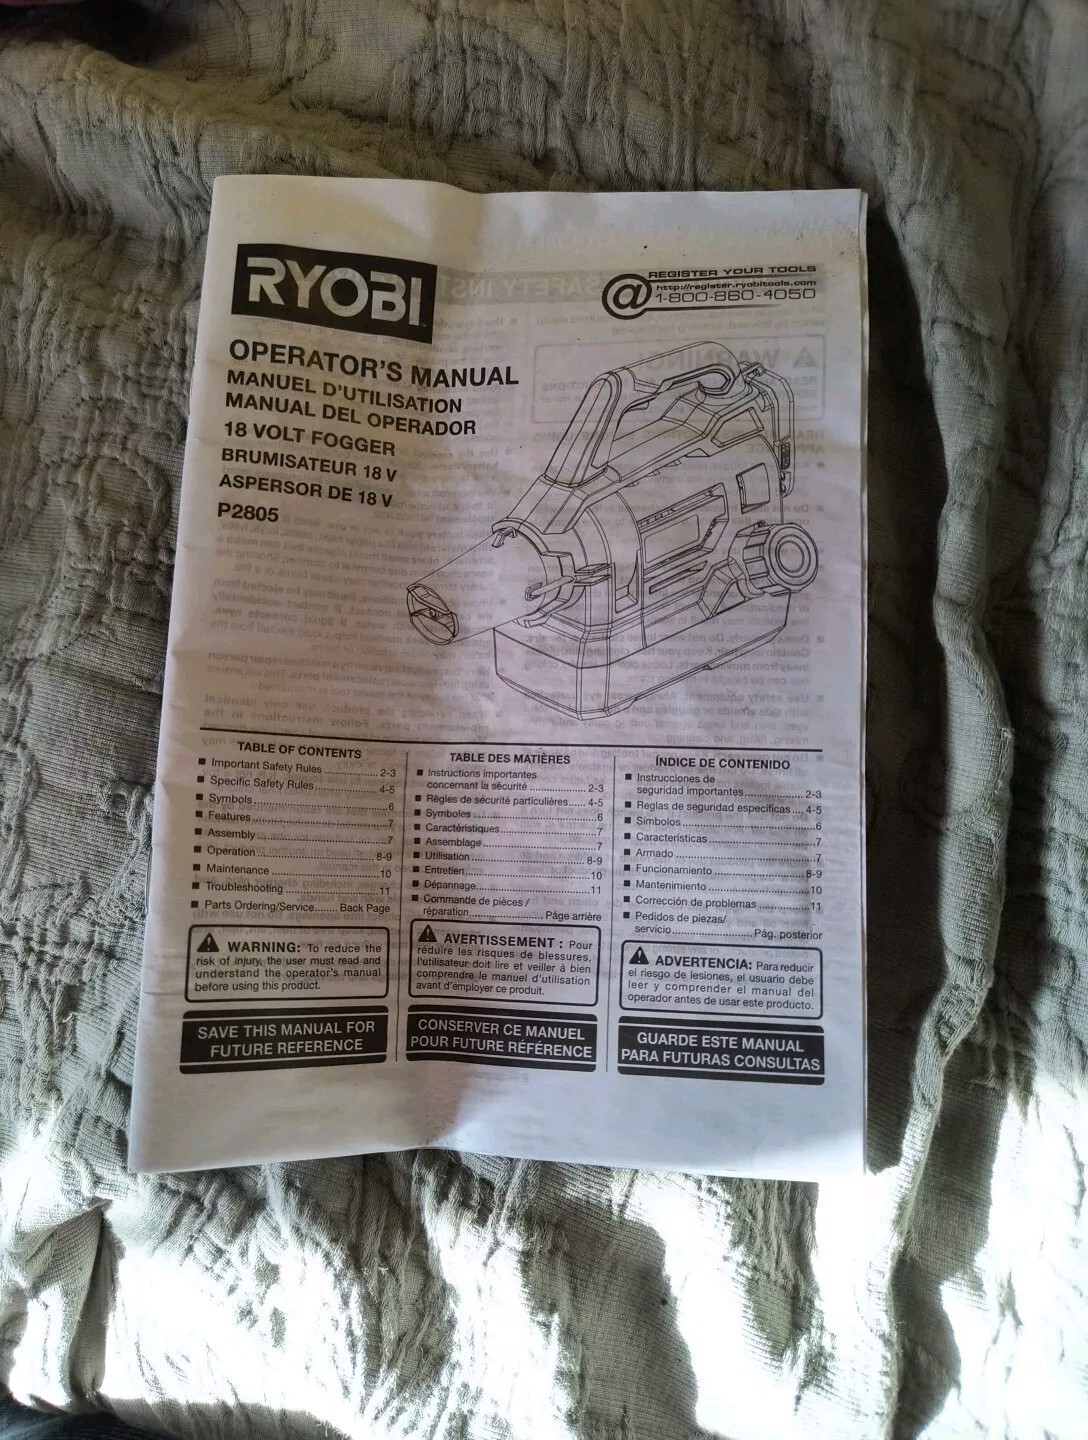 RYOBI
REGISTER YOUR TOOLS
http://register.ryobitools.com
1-800-860-4050
OPERATOR'S MANUAL
MANUEL D'UTILISATION
MANUAL DEL OPERADOR
18 VOLT FOGGER
BRUMISATEUR 18 V
ASPERSOR DE 18 V
P2805
TABLE OF CONTENTS
■ Important Safety Rules ................ 2-3
■ Specific Safety Rules ................ 4-5
■ Symbols ................ 6
■ Features ................ 7
■ Assembly ................ 7
■ Operation ................ 8-9
■ Maintenance ................ 10
■ Troubleshooting ................ 11
■ Parts Ordering/Service ....... Back Page
WARNING: To reduce the
risk of injury, the user must read and
understand the operator's manual
before using this product.
SAVE THIS MANUAL FOR
FUTURE REFERENCE
TABLE DES MATIÈRES
■ Instructions importantes
concernant la sécurité ................ 2-3
■ Règles de sécurité particulières ...... 4-5
■ Symboles ................ 6
■ Caractéristiques ................ 7
■ Assemblage ................ 7
■ Utilisation ................ 8-9
■ Entretien ................ 10
■ Dépannage ................ 11
■ Commande de pièces /
réparation ................ Páge arrière
AVERTISSEMENT : Pour
réduire les risques de blessures,
l'utilisateur doit lire et veiller à bien
comprendre le manuel d'utilisation
avant d'employer ce produit.
CONSERVER CE MANUEL
POUR FUTURE RÉFÉRENCE
ÍNDICE DE CONTENIDO
■ Instrucciones de
seguridad importantes ................ 2-3
■ Reglas de seguridad específicas .... 4-5
■ Símbolos ................ 6
■ Características ................ 7
■ Armado ................ 7
■ Funcionamiento ................ 8-9
■ Mantenimiento ................ 10
■ Corrección de problemas ................ 11
■ Pedidos de piezas/
servicio ................ Pág. posterior
ADVERTENCIA: Para reducir
el riesgo de lesiones, el usuario debe
leer y comprender el manual del
operador antes de usar este producto.
GUARDE ESTE MANUAL
PARA FUTURAS CONSULTAS